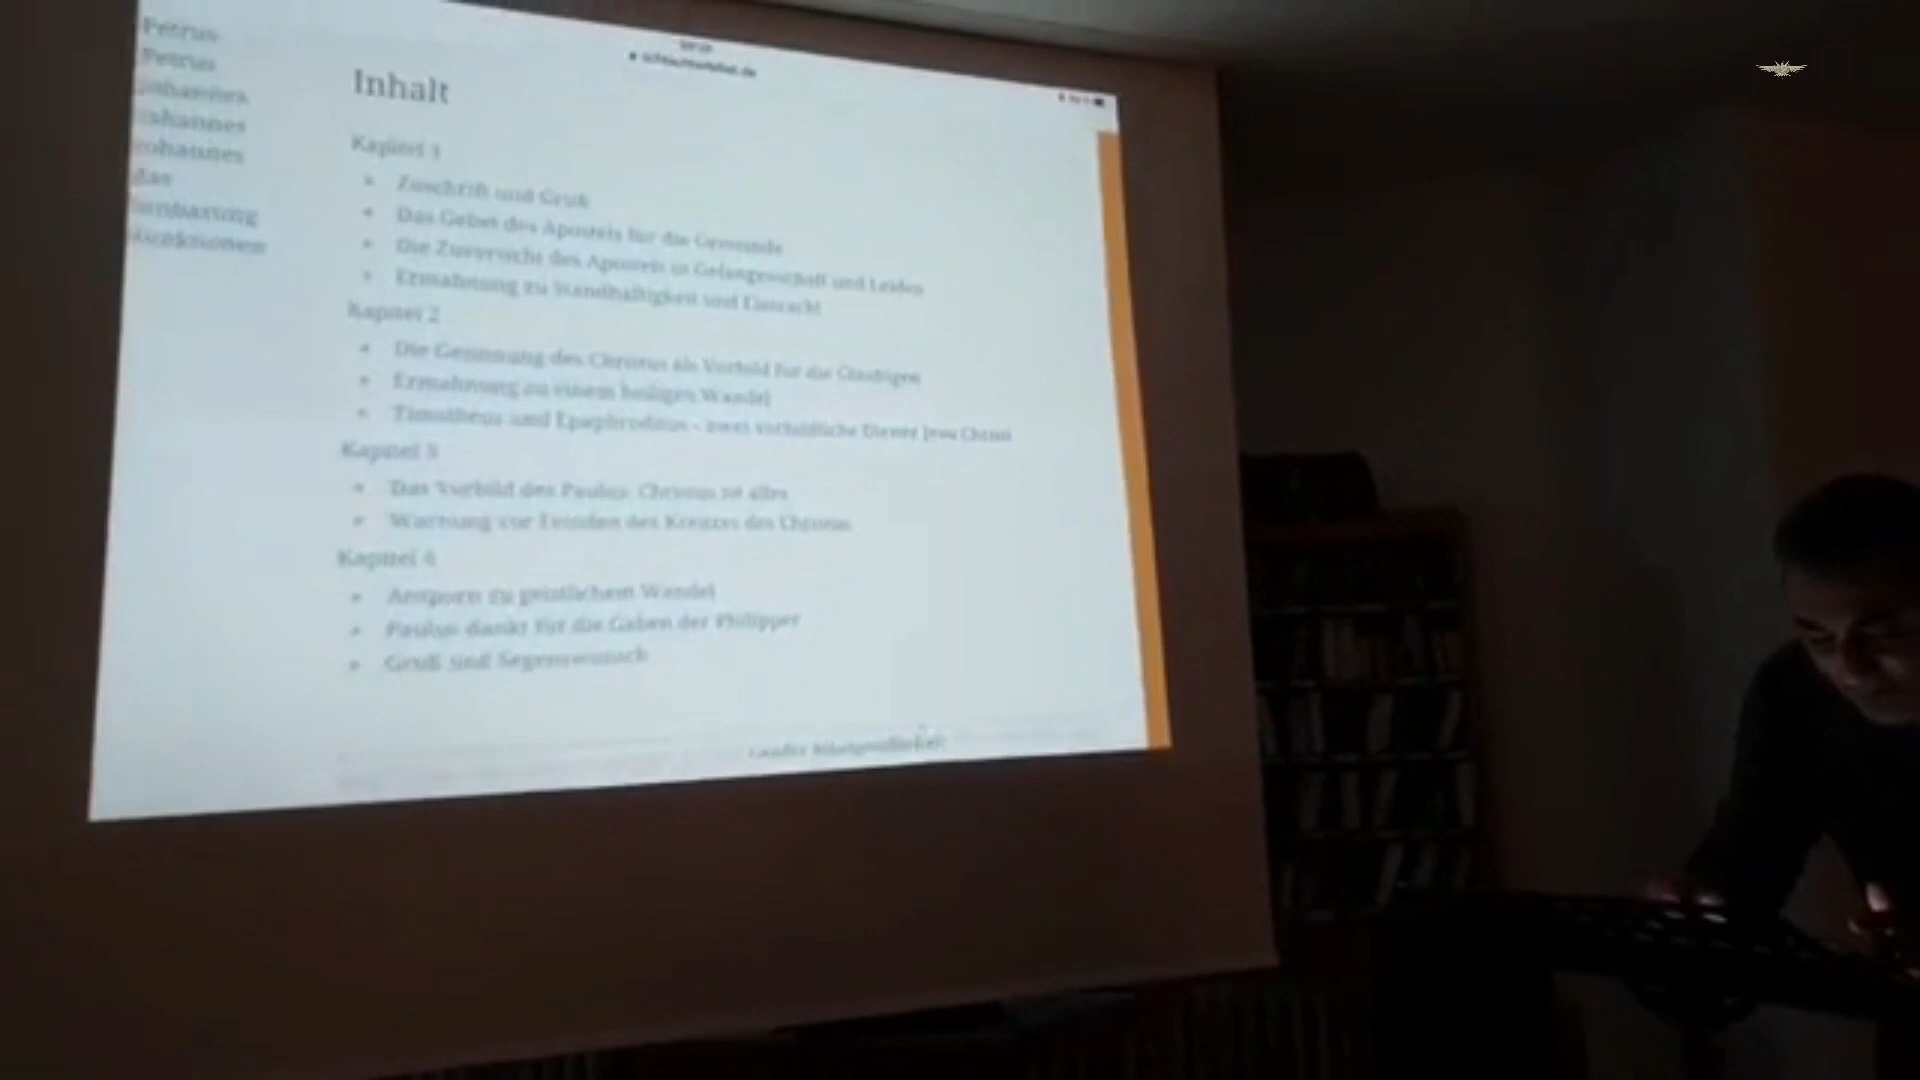 Petrus
Petrus
Johannes
Johannes
Johannes
schlachterbibel.de
Inhalt
Kapitel 1
Zuschrift und Gruß
Das Gebet des Apostels für die Gemeinde
Die Zuversicht des Apostels in Gefangenschaft und Leiden
Ermahnung zu Standhaftigkeit und Eintracht
Kapitel 2
Die Gesinnung des Christus als Vorbild für die Gläubigen
Ermahnung zu einem heiligen Wandel
Timotheus und Epaphroditus - zwei vorbildliche Diener Jesu Christi
Kapitel 3
Das Vorbild des Paulus: Christus ist alles
Warnung vor Feinden des Kreuzes des Christus
Kapitel 4
Ansporn zu geistlichem Wandel
Paulus dankt für die Gaben der Philipper
Gruß und Segenswunsch